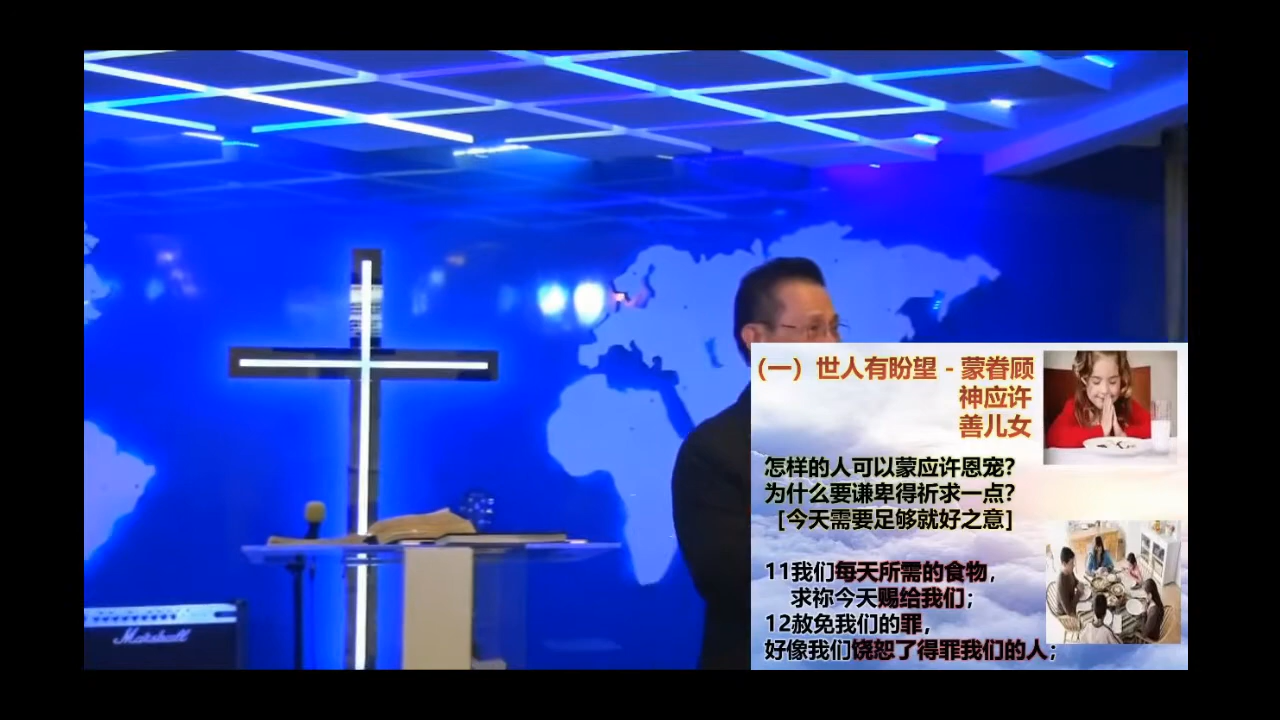 Marshall
（一）世人有盼望 - 蒙眷顾
神应许
善儿女
怎样的人可以蒙应许恩宠?
为什么要谦卑得祈求一点?
[今天需要足够就好之意]
11我们每天所需的食物,
求祢今天赐给我们;
12赦免我们的罪,
好像我们饶恕了得罪我们的人;